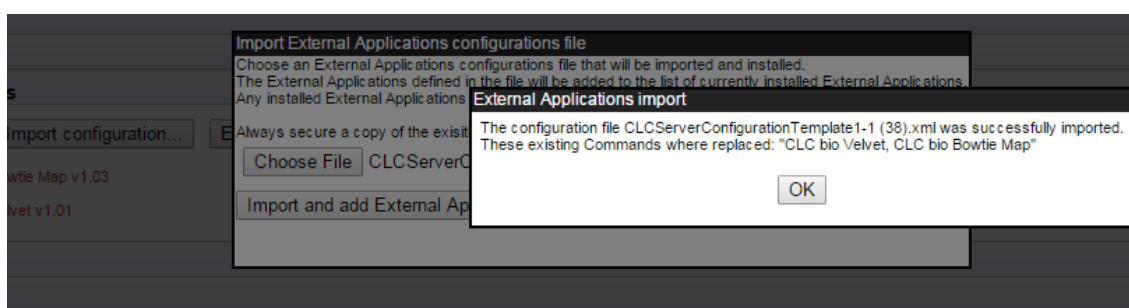 Import External Applications configurations file
Choose an External Applications configurations file that will be imported and installed.
The External Applications defined in the file will be added to the list of currently installed External Applications.
Any installed External Applications
External Applications import
s
The configuration file CLCServerConfigurationTemplate1-1 (38).xml was successfully imported.
Import configuration...
E
Always secure a copy of the exisit
These existing Commands where replaced: "CLC bio Velvet, CLC bio Bowtie Map"
Choose File CLCServerC
wtie Map v1.03
OK
Import and add External Ap
lvet v1.01